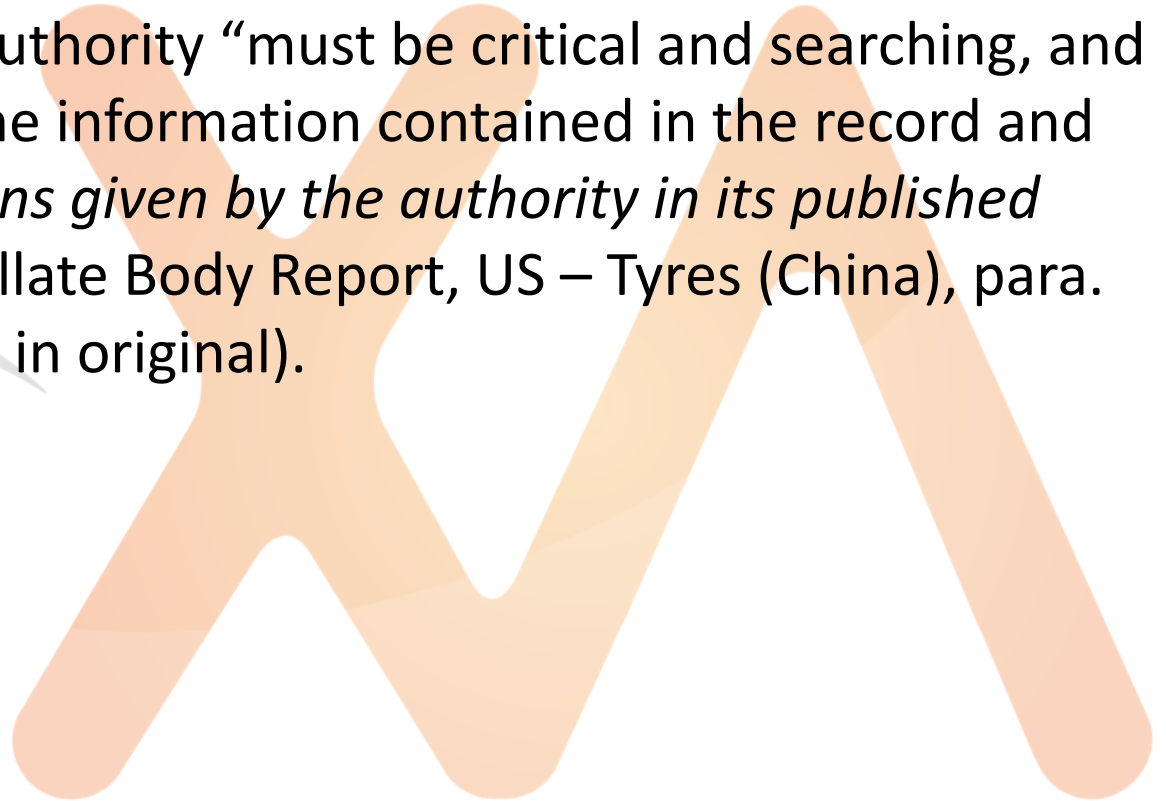 uthority “must be critical and searching, and
he information contained in the record and
ns given by the authority in its published
llate Body Report, US – Tyres (China), para.
in original).